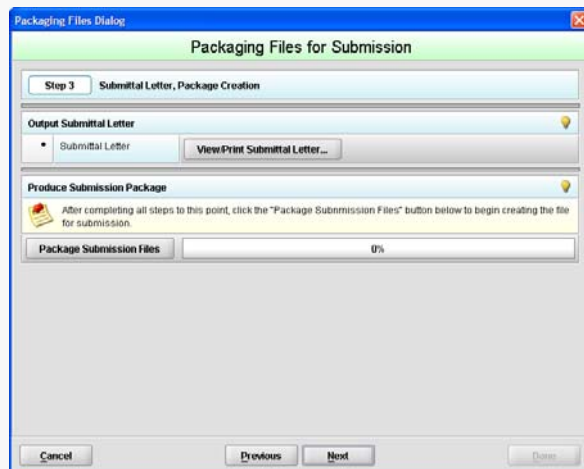 Packaging Files Dialog
Packaging Files for Submission
Step 3 Submittal Letter, Package Creation
Output Submittal Letter
• Submittal Letter View/Print Submittal Letter...
Produce Submission Package
After completing all steps to this point, click the "Package Subnmission Files" button below to begin creating the file
for submission.
Package Submission Files 0%
Cancel Previous Next Done